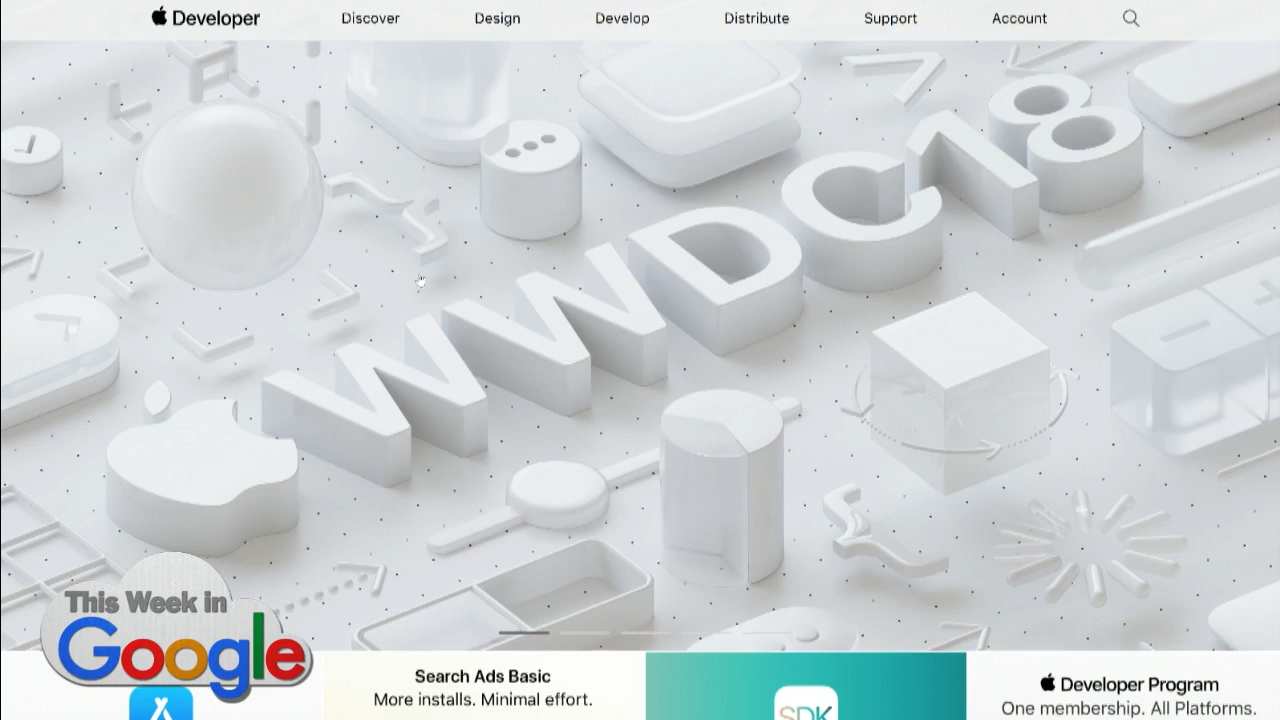 Developer
Discover
Design
Develop
Distribute
Support
Account
WWDC18
This Week in
Google
Search Ads Basic
More installs. Minimal effort.
SDK
Developer Program
One membership. All Platforms.